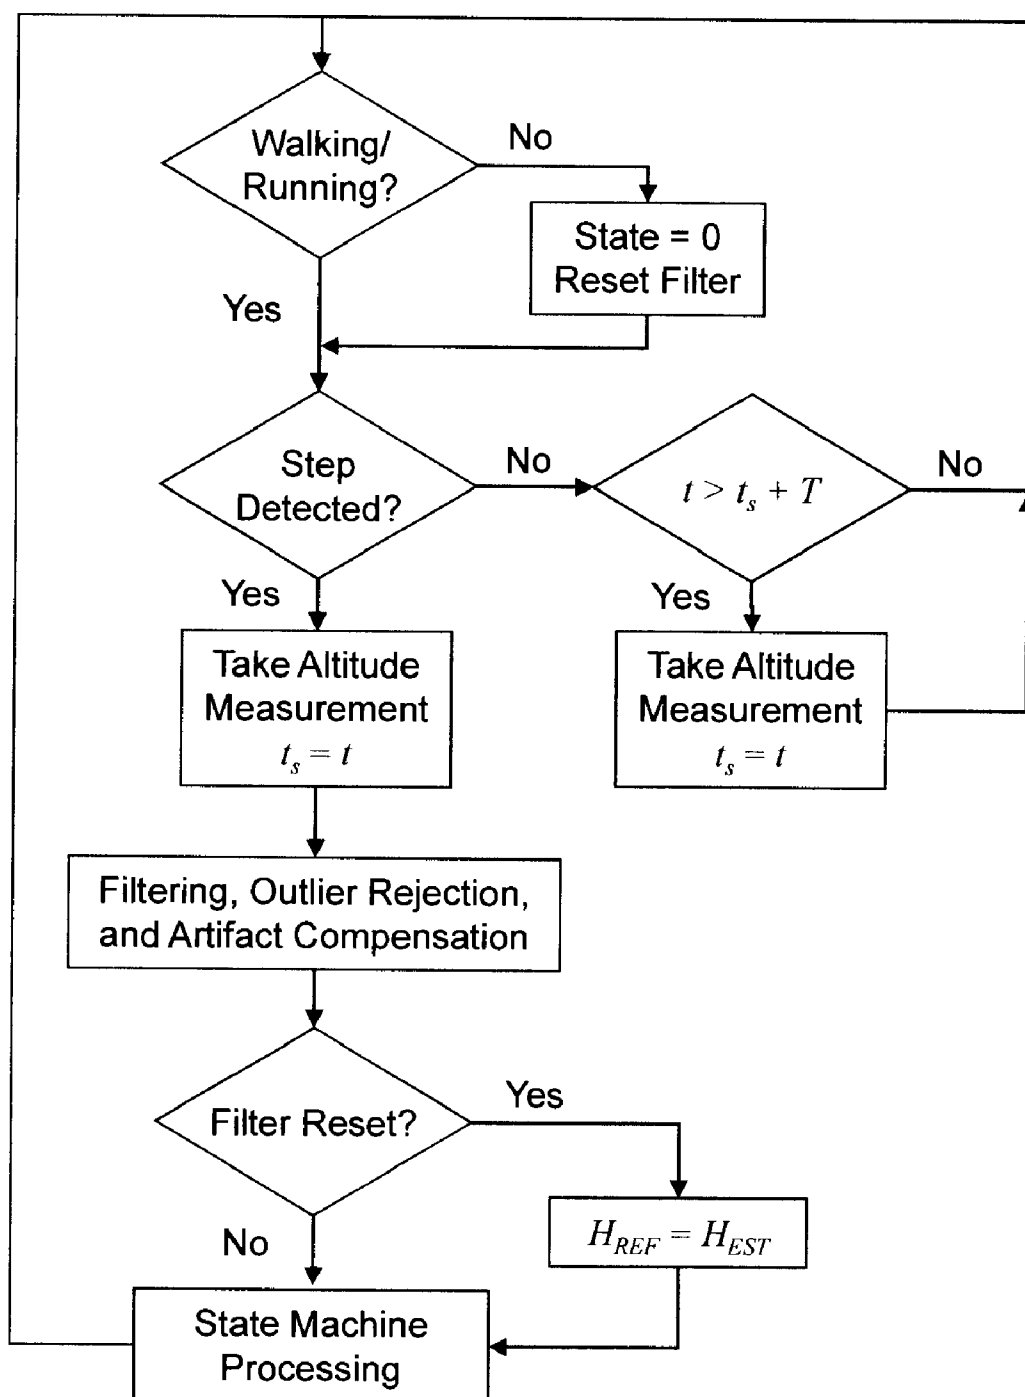 Walking/
Running?
No
State = 0
Reset Filter
Yes
Step
Detected?
No
t > t_s + T
No
Yes
Take Altitude
Measurement
t_s = t
Yes
Take Altitude
Measurement
t_s = t
Filtering, Outlier Rejection,
and Artifact Compensation
Filter Reset?
Yes
H_REF = H_EST
No
State Machine
Processing